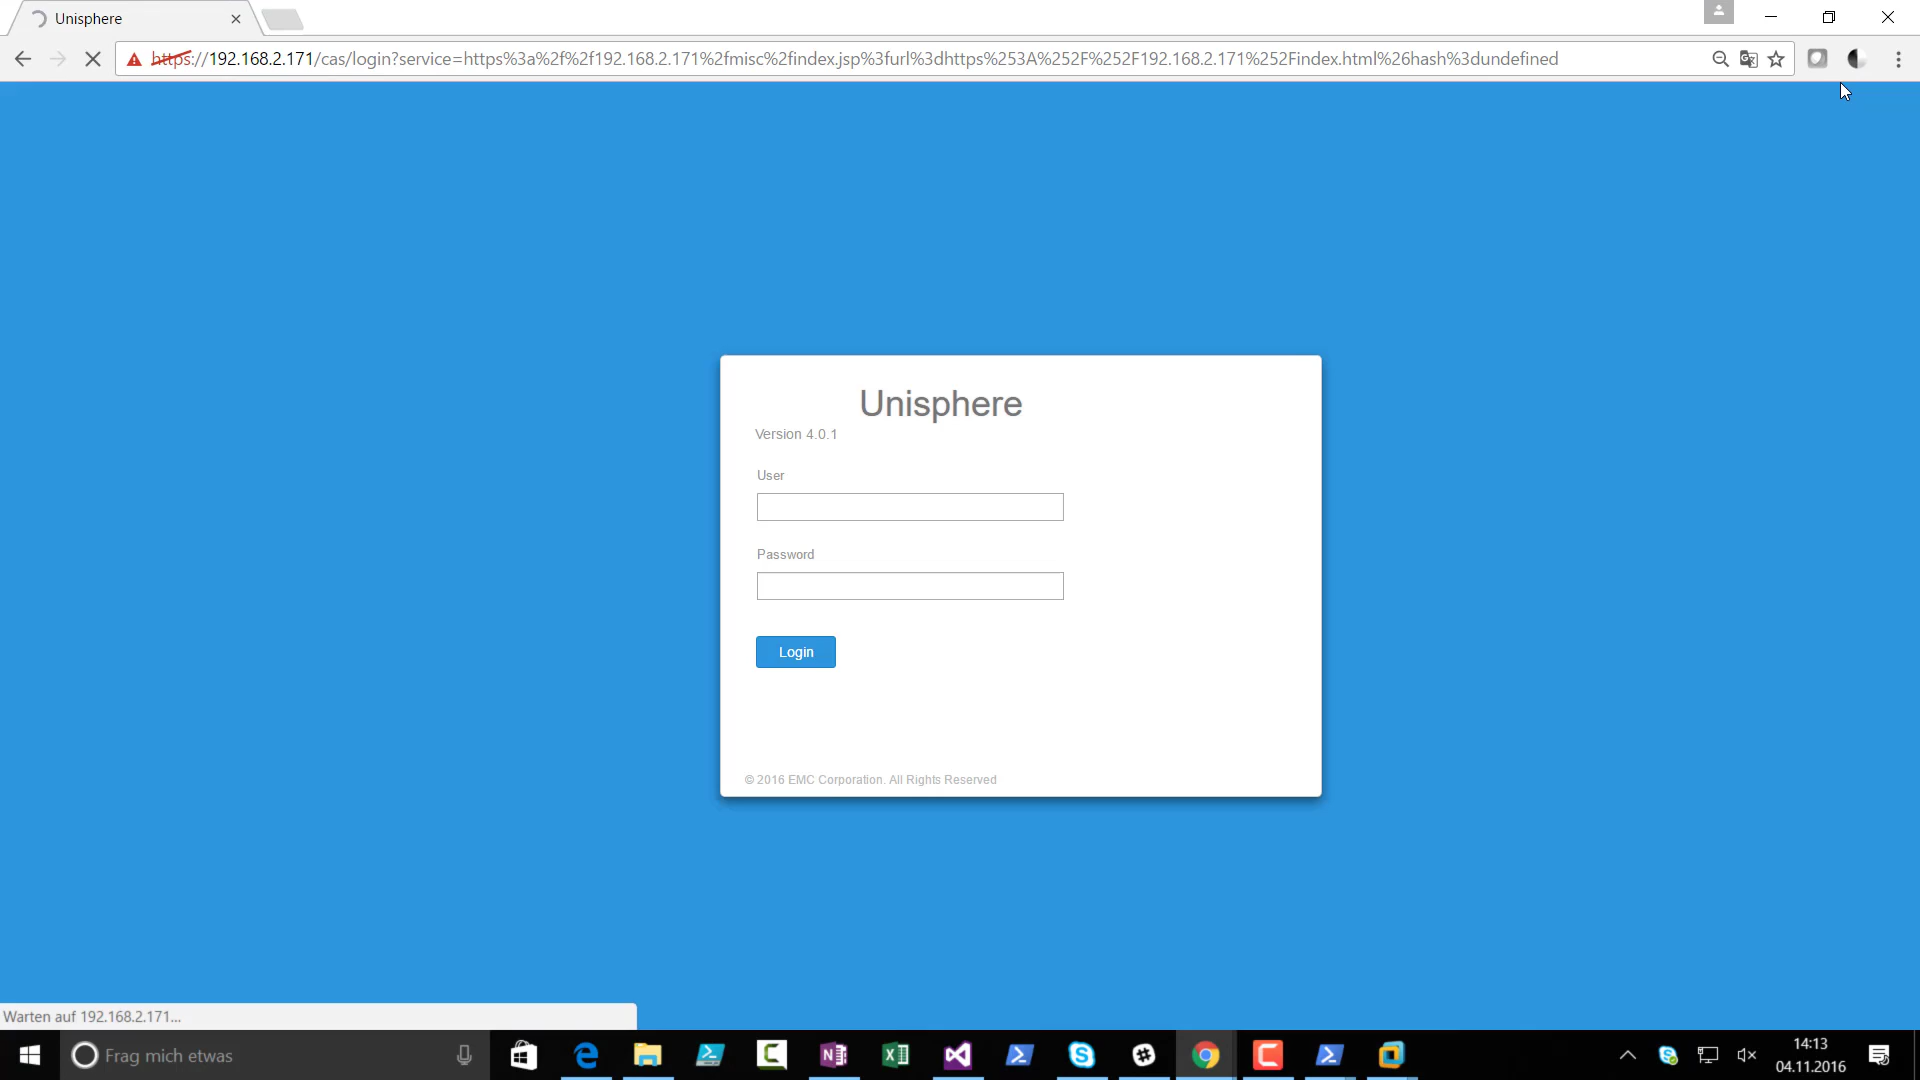 Unisphere
https://192.168.2.171/cas/login?service=https%3a%2f%2f192.168.2.171%2fmisc%2findex.jsp%3furl%3dhttps%253A%252F%252F192.168.2.171%252Findex.html%26hash%3dundefined
Unisphere
Version 4.0.1
User
Password
Login
© 2016 EMC Corporation. All Rights Reserved
Warten auf 192.168.2.171...
Frag mich etwas
14:13
04.11.2016